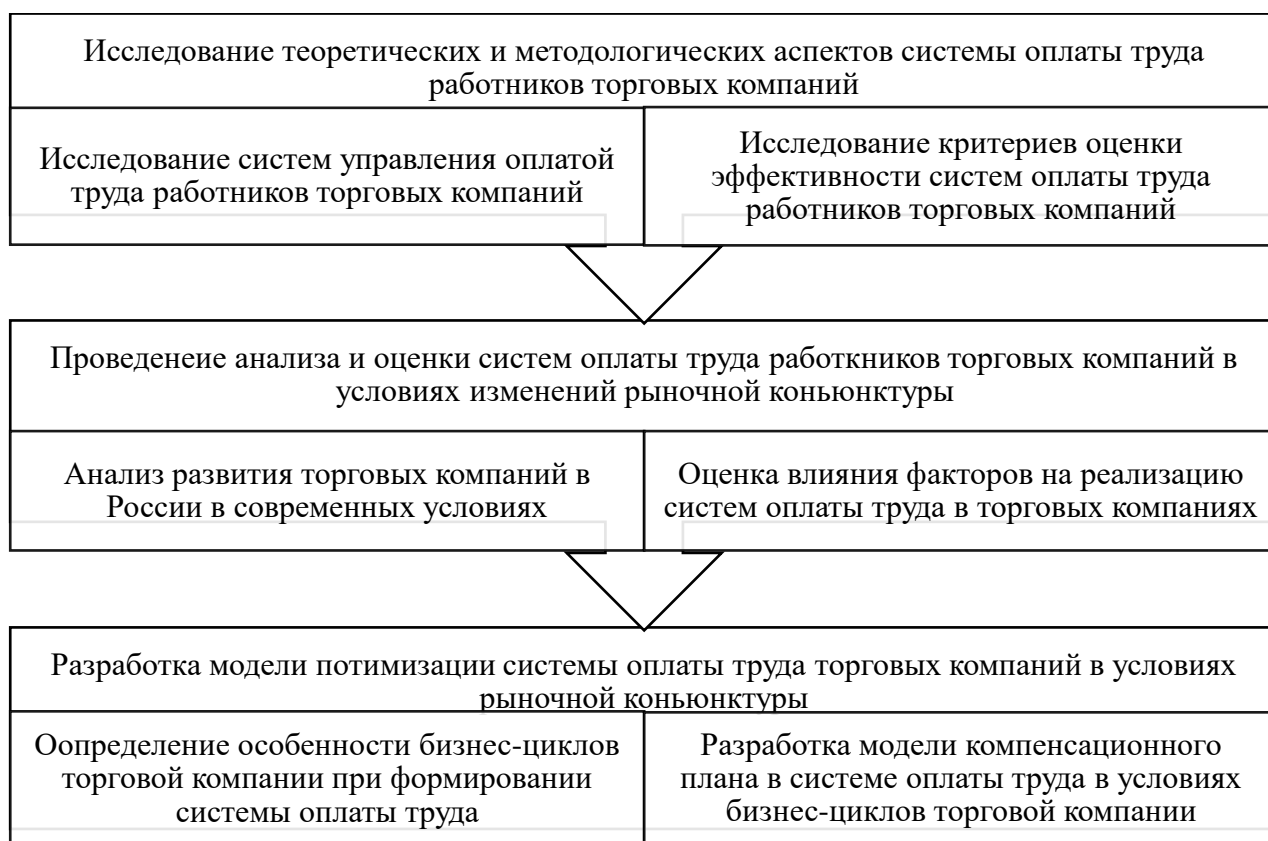 Исследование теоретических и методологических аспектов системы оплаты труда
работников торговых компаний
Исследование систем управления оплатой
труда работников торговых компаний
Исследование критериев оценки
эффективности систем оплаты труда
работников торговых компаний
Проведенеие анализа и оценки систем оплаты труда работкников торговых компаний в
условиях изменений рыночной коньюнктуры
Анализ развития торговых компаний в
России в современных условиях
Оценка влияния факторов на реализацию
систем оплаты труда в торговых компаниях
Разработка модели потимизации системы оплаты труда торговых компаний в условиях
рыночной коньюнктуры
Оопределение особенности бизнес-циклов
торговой компании при формировании
системы оплаты труда
Разработка модели компенсационного
плана в системе оплаты труда в условиях
бизнес-циклов торговой компании